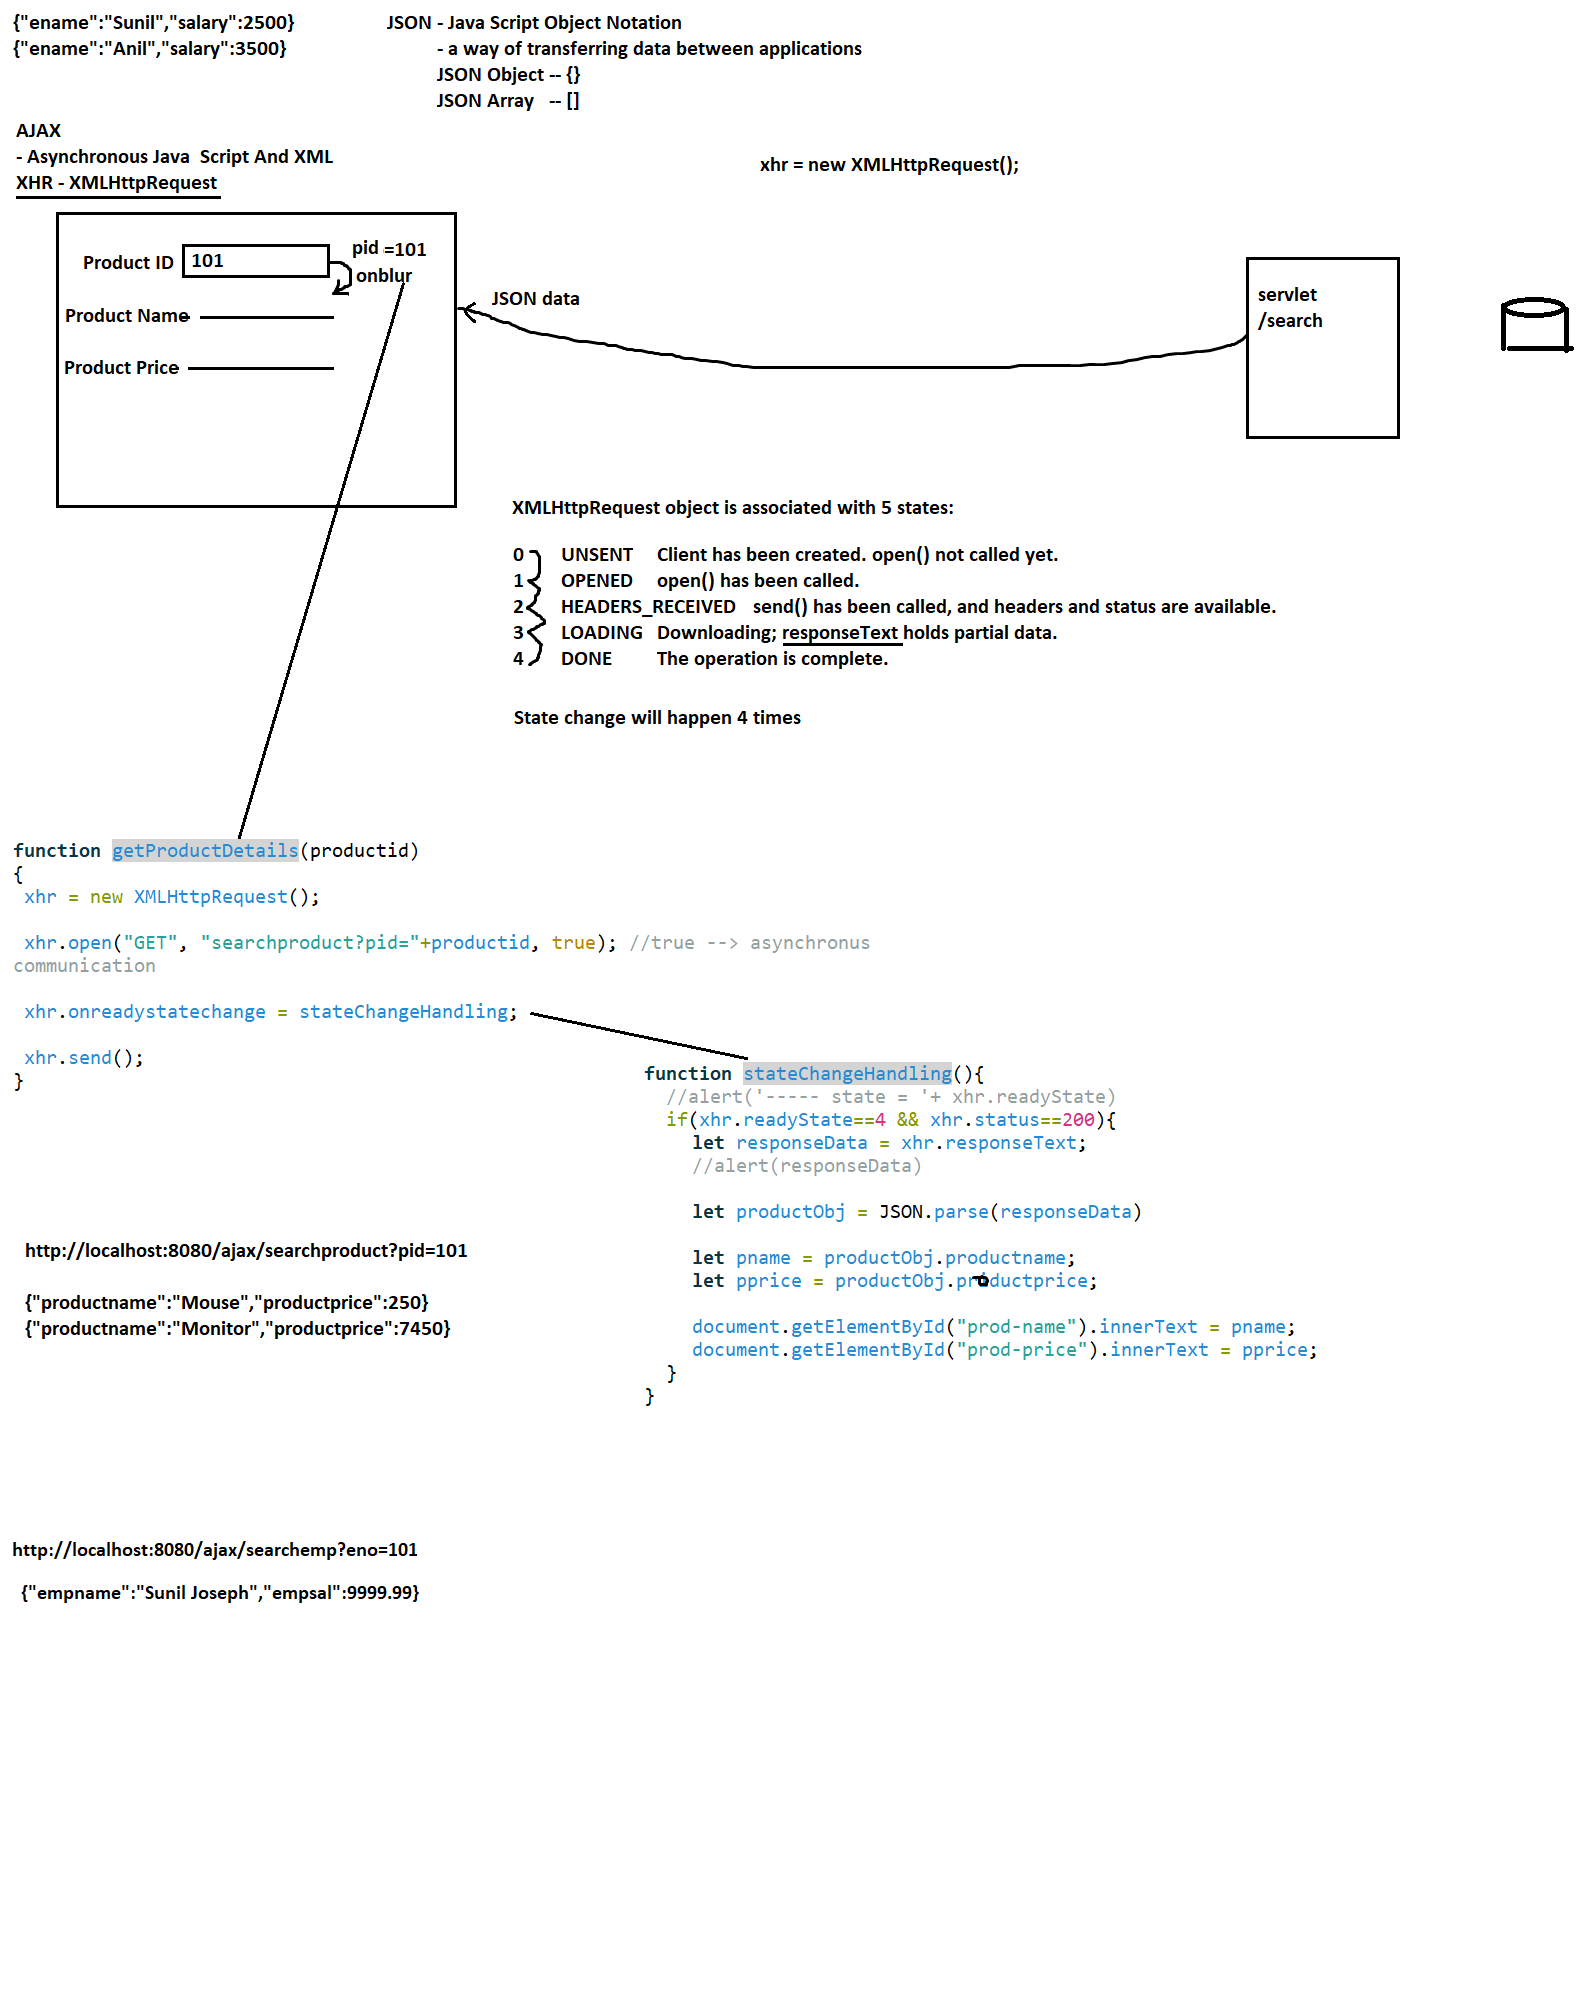 {"ename":"Sunil","salary":2500}
{"ename":"Anil","salary":3500}
JSON - Java Script Object Notation
- a way of transferring data between applications
JSON Object -- {}
JSON Array -- []
AJAX
- Asynchronous Java Script And XML
XHR - XMLHttpRequest
xhr = new XMLHttpRequest();
Product ID 101
pid =101
onblur
Product Name
Product Price
JSON data
servlet
/search
XMLHttpRequest object is associated with 5 states:
0 UNSENT Client has been created. open() not called yet.
1 OPENED open() has been called.
2 HEADERS_RECEIVED send() has been called, and headers and status are available.
3 LOADING Downloading; responseText holds partial data.
4 DONE The operation is complete.
State change will happen 4 times
function getProductDetails(productid)
{
xhr = new XMLHttpRequest();
xhr.open("GET", "searchproduct?pid="+productid, true); //true --> asynchronus
communication
xhr.onreadystatechange = stateChangeHandling;
xhr.send();
}
function stateChangeHandling(){
//alert('----- state = '+ xhr.readyState)
if(xhr.readyState==4 && xhr.status==200){
let responseData = xhr.responseText;
//alert(responseData)
let productObj = JSON.parse(responseData)
let pname = productObj.productname;
let pprice = productObj.productprice;
document.getElementById("prod-name").innerText = pname;
document.getElementById("prod-price").innerText = pprice;
}
}
http://localhost:8080/ajax/searchproduct?pid=101
{"productname":"Mouse","productprice":250}
{"productname":"Monitor","productprice":7450}
http://localhost:8080/ajax/searchemp?eno=101
{"empname":"Sunil Joseph","empsal":9999.99}